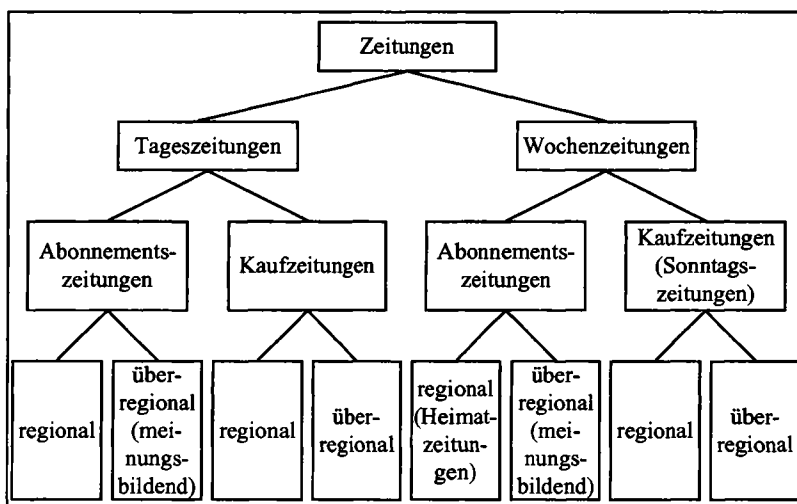 Zeitungen
Tageszeitungen
Wochenzeitungen
Abonnements-
zeitungen
Kaufzeitungen
Abonnements-
zeitungen
Kaufzeitungen
(Sonntags-
zeitungen)
regional
über-
regional
(mei-
nungs-
bildend)
regional
über-
regional
regional
(Heimat-
zeitun-
gen)
über-
regional
(mei-
nungs-
bildend)
regional
über-
regional